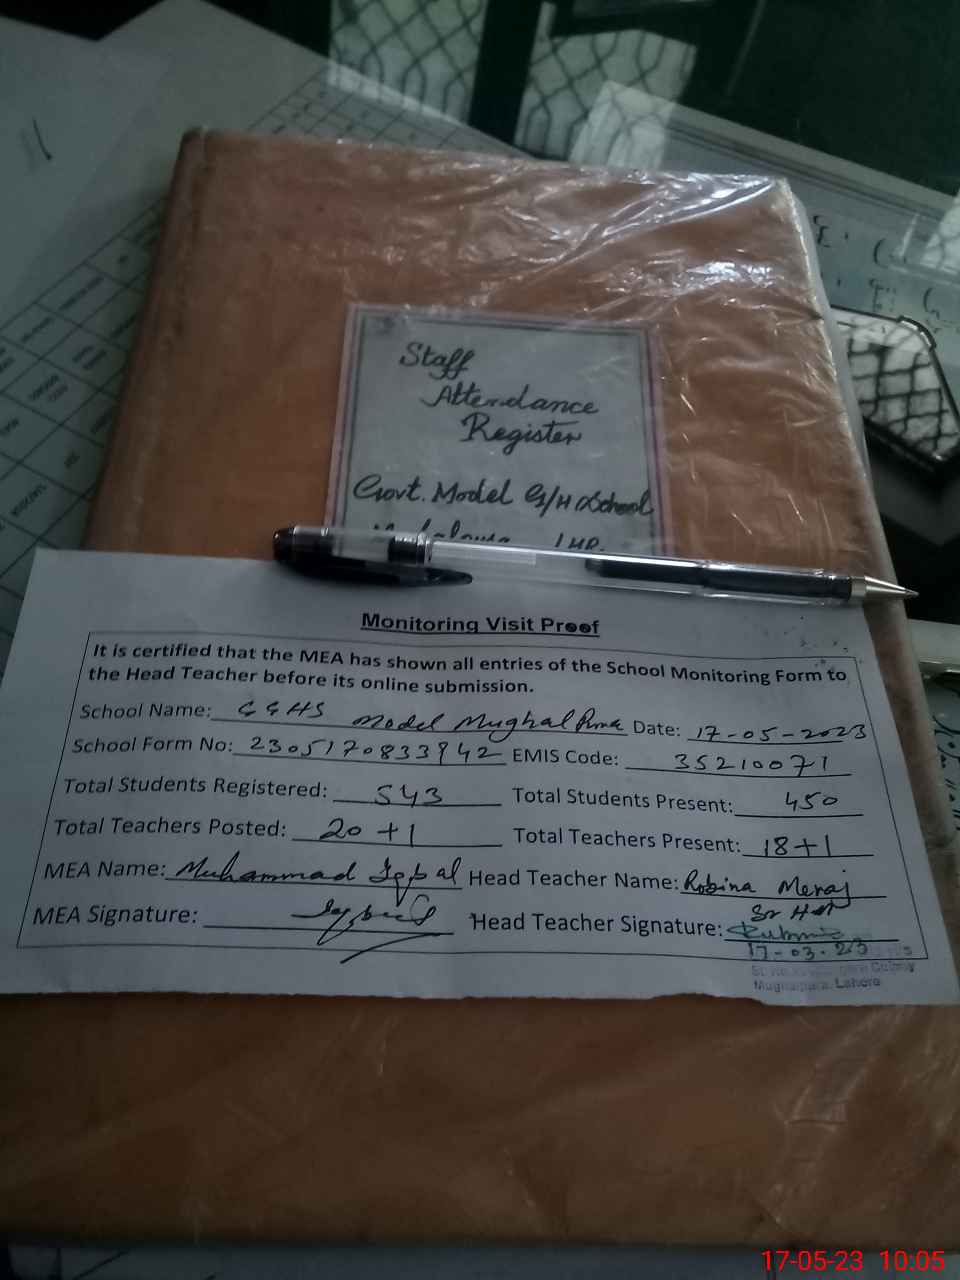 Staff
Attendance
Register
Govt. Model G/H School
LHR.
Monitoring Visit Proof
It is certified that the MEA has shown all entries of the School Monitoring Form to
the Head Teacher before its online submission.
School Name: GGHS Model Mughal Pura Date: 17-05-2023
School Form No: 2305170833942 EMIS Code: 35210071
Total Students Registered: 543 Total Students Present: 450
Total Teachers Posted: 20+1 Total Teachers Present: 18+1
MEA Name: Muhammad Iqbal Head Teacher Name: Robina Meraj
MEA Signature: Head Teacher Signature:
17-03-23
Colony
Mughalpura, Lahore
17-05-23 10:05